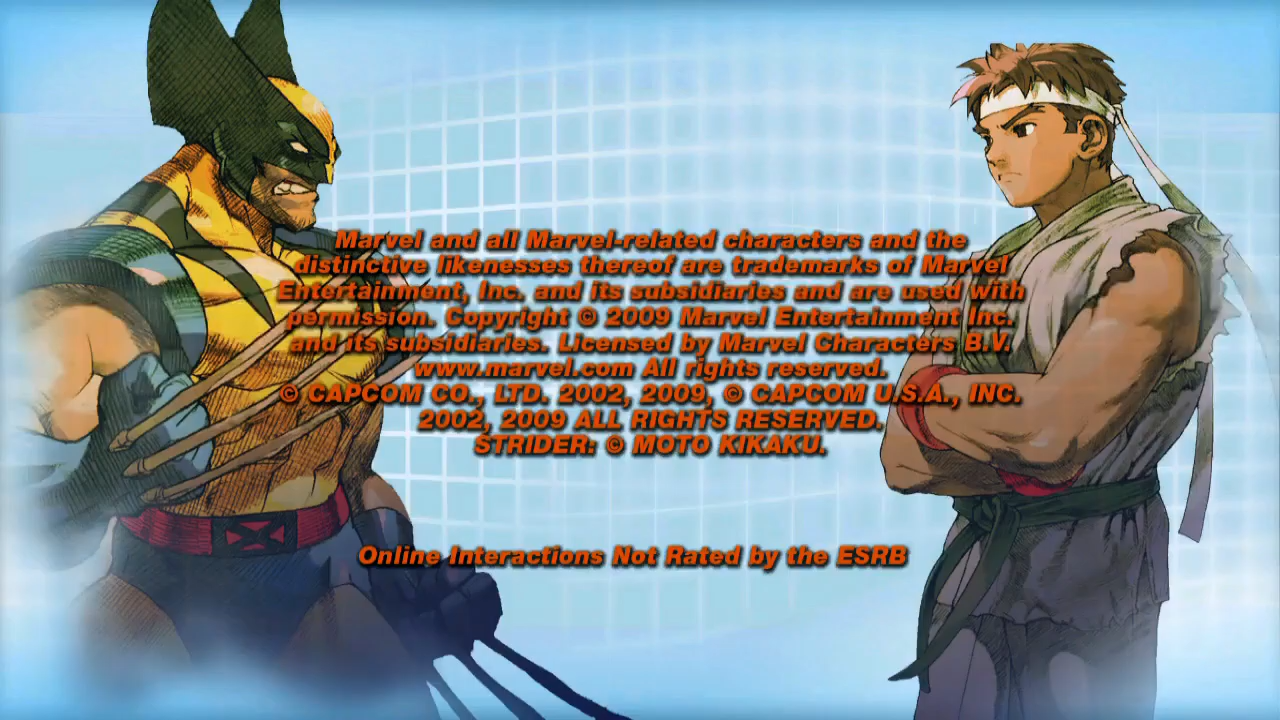 Marvel and all Marvel-related characters and the
distinctive likenesses thereof are trademarks of Marvel
Entertainment, Inc. and its subsidiaries and are used with
permission. Copyright © 2009 Marvel Entertainment Inc.
and its subsidiaries. Licensed by Marvel Characters B.V.
www.marvel.com All rights reserved.
© CAPCOM CO., LTD. 2002, 2009, © CAPCOM U.S.A., INC.
2002, 2009 ALL RIGHTS RESERVED.
STRIDER: © MOTO KIKAKU.
Online Interactions Not Rated by the ESRB